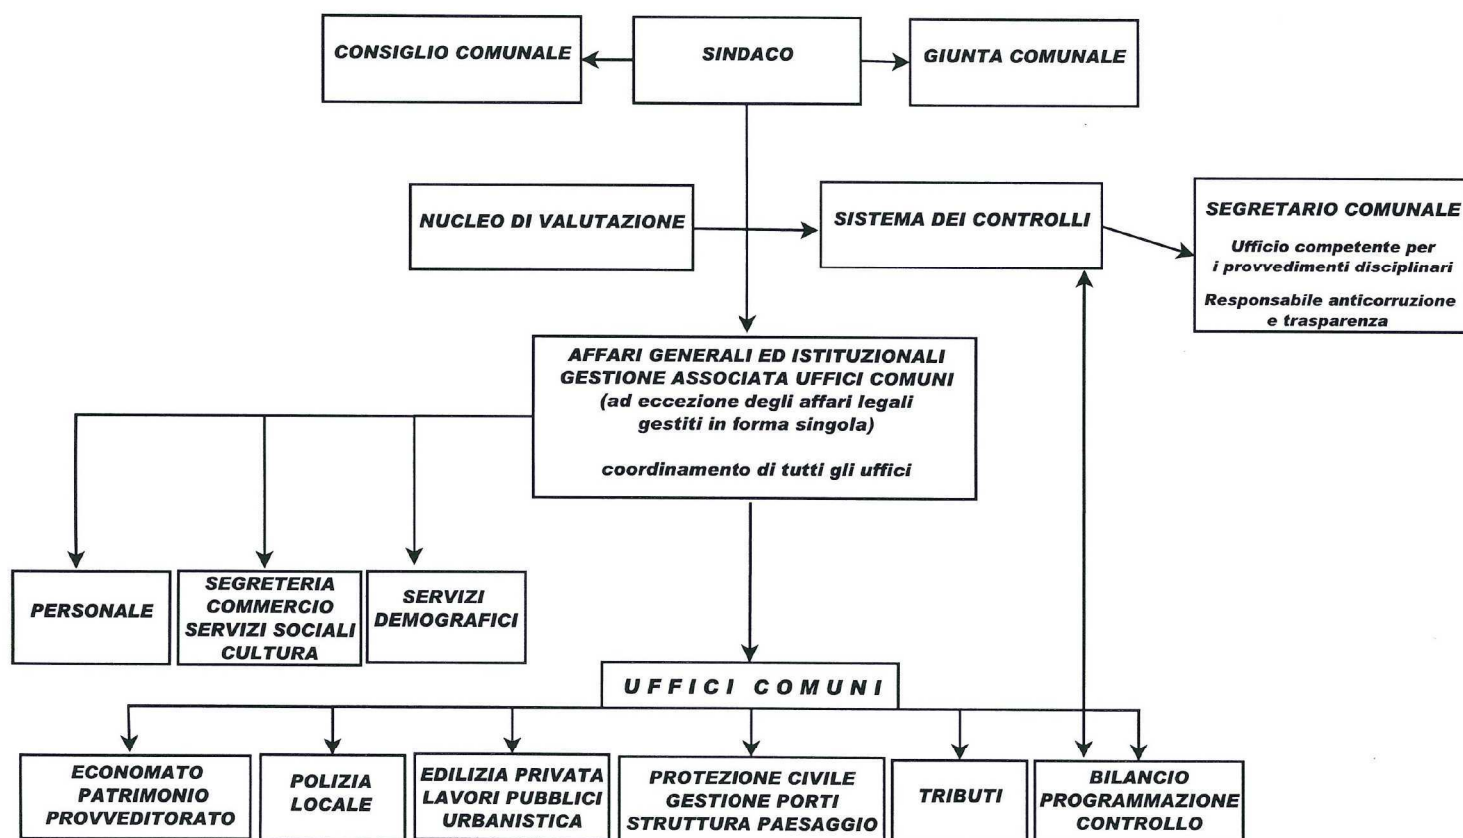 CONSIGLIO COMUNALE
SINDACO
GIUNTA COMUNALE
NUCLEO DI VALUTAZIONE
SISTEMA DEI CONTROLLI
SEGRETARIO COMUNALE
Ufficio competente per
i provvedimenti disciplinari
Responsabile anticorruzione
e trasparenza
AFFARI GENERALI ED ISTITUZIONALI
GESTIONE ASSOCIATA UFFICI COMUNI
(ad eccezione degli affari legali
gestiti in forma singola)
coordinamento di tutti gli uffici
PERSONALE
SEGRETERIA
COMMERCIO
SERVIZI SOCIALI
CULTURA
SERVIZI
DEMOGRAFICI
UFFICI COMUNI
ECONOMATO
PATRIMONIO
PROVVEDITORATO
POLIZIA
LOCALE
EDILIZIA PRIVATA
LAVORI PUBBLICI
URBANISTICA
PROTEZIONE CIVILE
GESTIONE PORTI
STRUTTURA PAESAGGIO
TRIBUTI
BILANCIO
PROGRAMMAZIONE
CONTROLLO